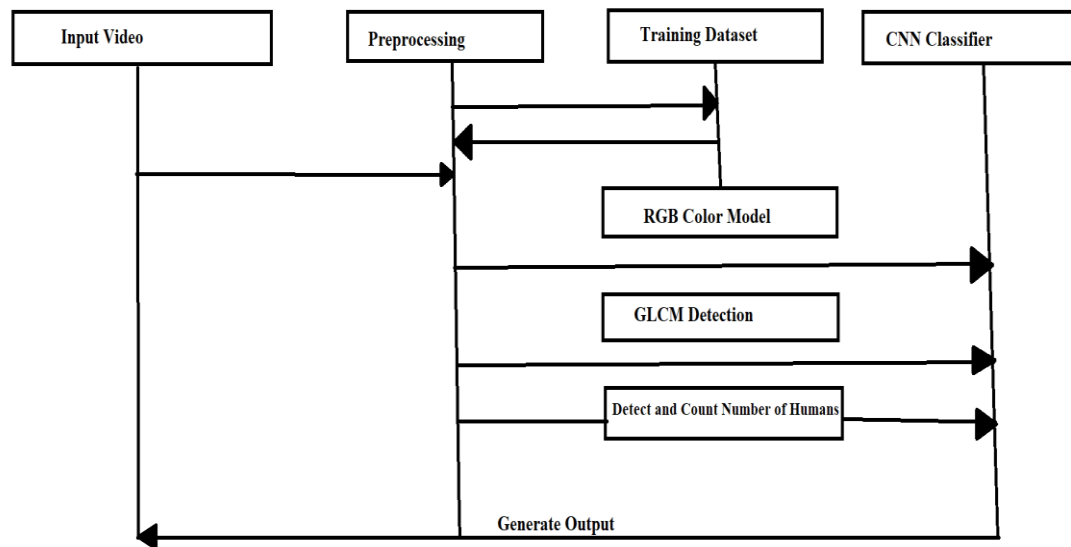 Input Video
Preprocessing
Training Dataset
CNN Classifier
RGB Color Model
GLCM Detection
Detect and Count Number of Humans
Generate Output